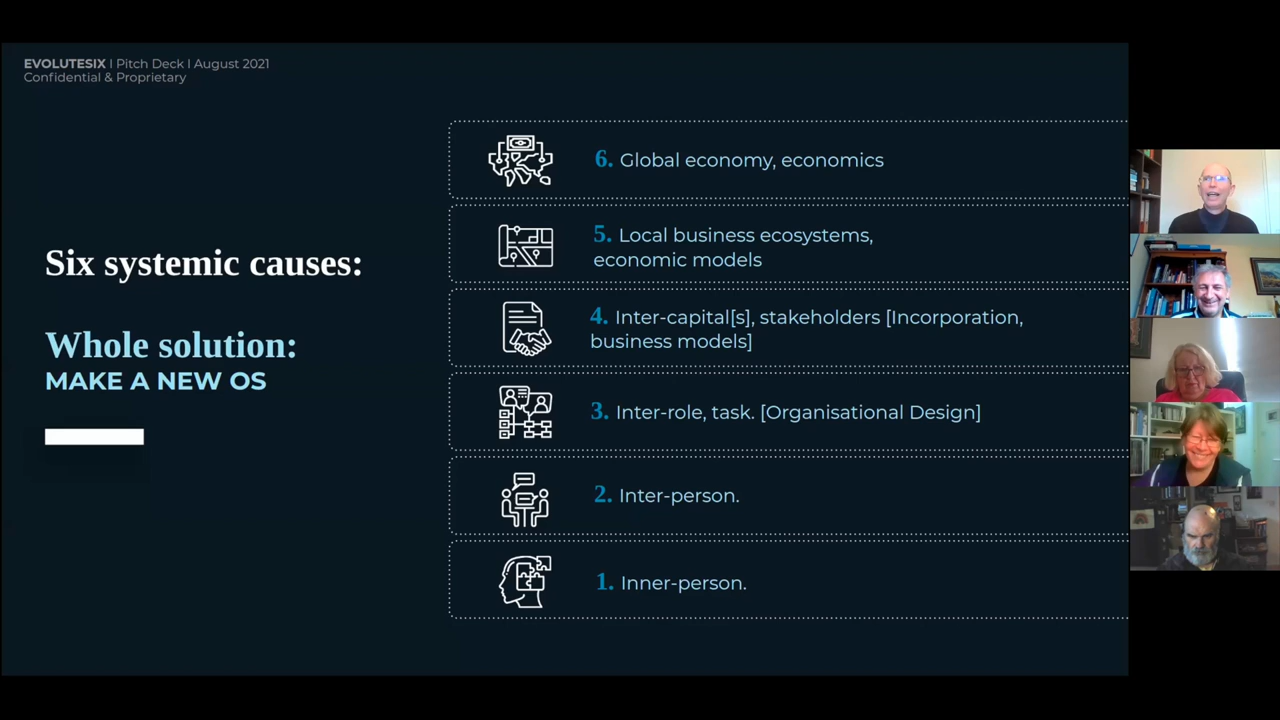 EVOLUTESIX I Pitch Deck I August 2021
Confidential & Proprietary
Six systemic causes:
Whole solution:
MAKE A NEW OS
6. Global economy, economics
5. Local business ecosystems,
economic models
4. Inter-capital[s], stakeholders [Incorporation,
business models]
3. Inter-role, task. [Organisational Design]
2. Inter-person.
1. Inner-person.